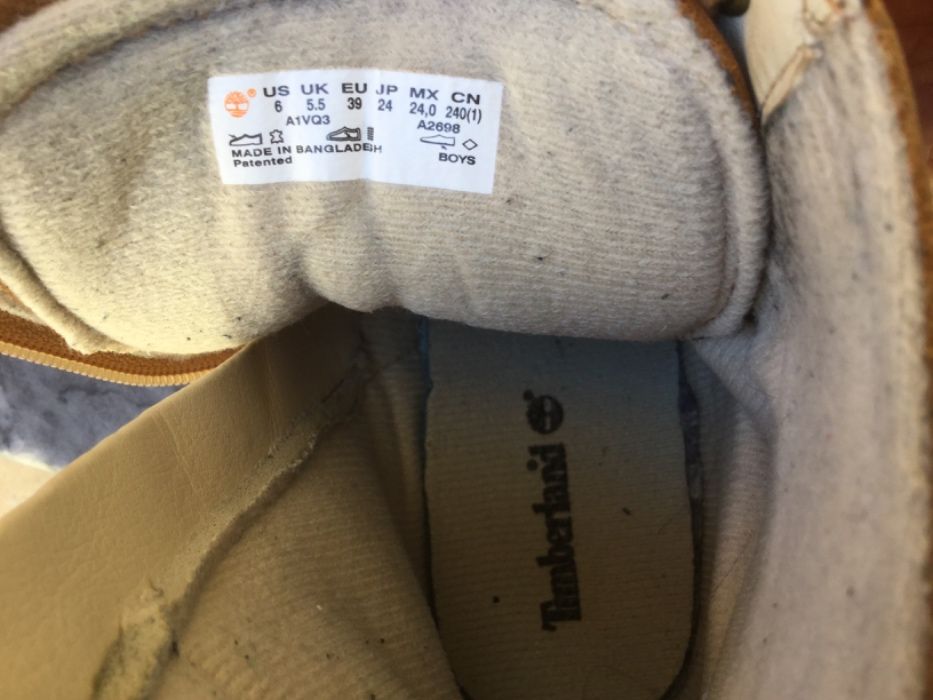 US UK EU JP MX CN
6 5.5 39 24 24,0 240(1)
A1VQ3 A2698
MADE IN BANGLADESH
Patented BOYS
Timberland